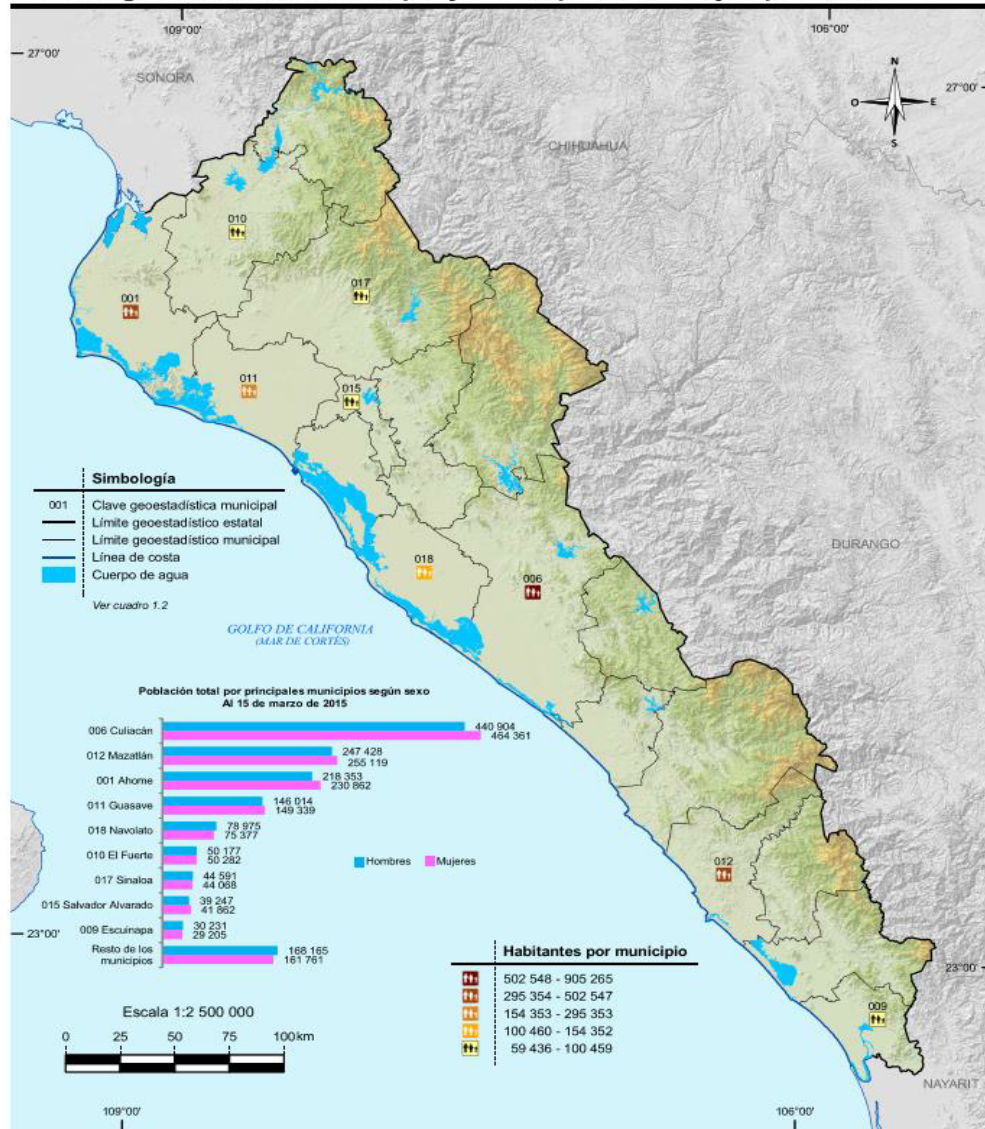 109°00'
106°00'
27°00'
27°00'
SONORA
N
O
E
S
CHIHUAHUA
010
017
001
011
015
Simbología
001 Clave geoestadística municipal
Límite geoestadístico estatal
Límite geoestadístico municipal
Línea de costa
Cuerpo de agua
Ver cuadro 1.2
DURANGO
018
006
GOLFO DE CALIFORNIA
(MAR DE CORTÉS)
Población total por principales municipios según sexo
Al 15 de marzo de 2015
006 Culiacán 440 904
464 361
012 Mazatlán 247 428
255 119
001 Ahome 218 353
230 862
011 Guasave 146 014
149 339
018 Navolato 78 975
75 377
010 El Fuerte 50 177
50 282
017 Sinaloa 44 591
44 068
015 Salvador Alvarado 39 247
41 862
009 Escuinapa 30 231
29 205
Resto de los
municipios
168 165
161 761
Hombres Mujeres
012
23°00'
23°00'
009
Habitantes por municipio
502 548 - 905 265
295 354 - 502 547
154 353 - 295 353
100 460 - 154 352
59 436 - 100 459
Escala 1:2 500 000
0 25 50 75 100 km
NAYARIT
109°00'
106°00'